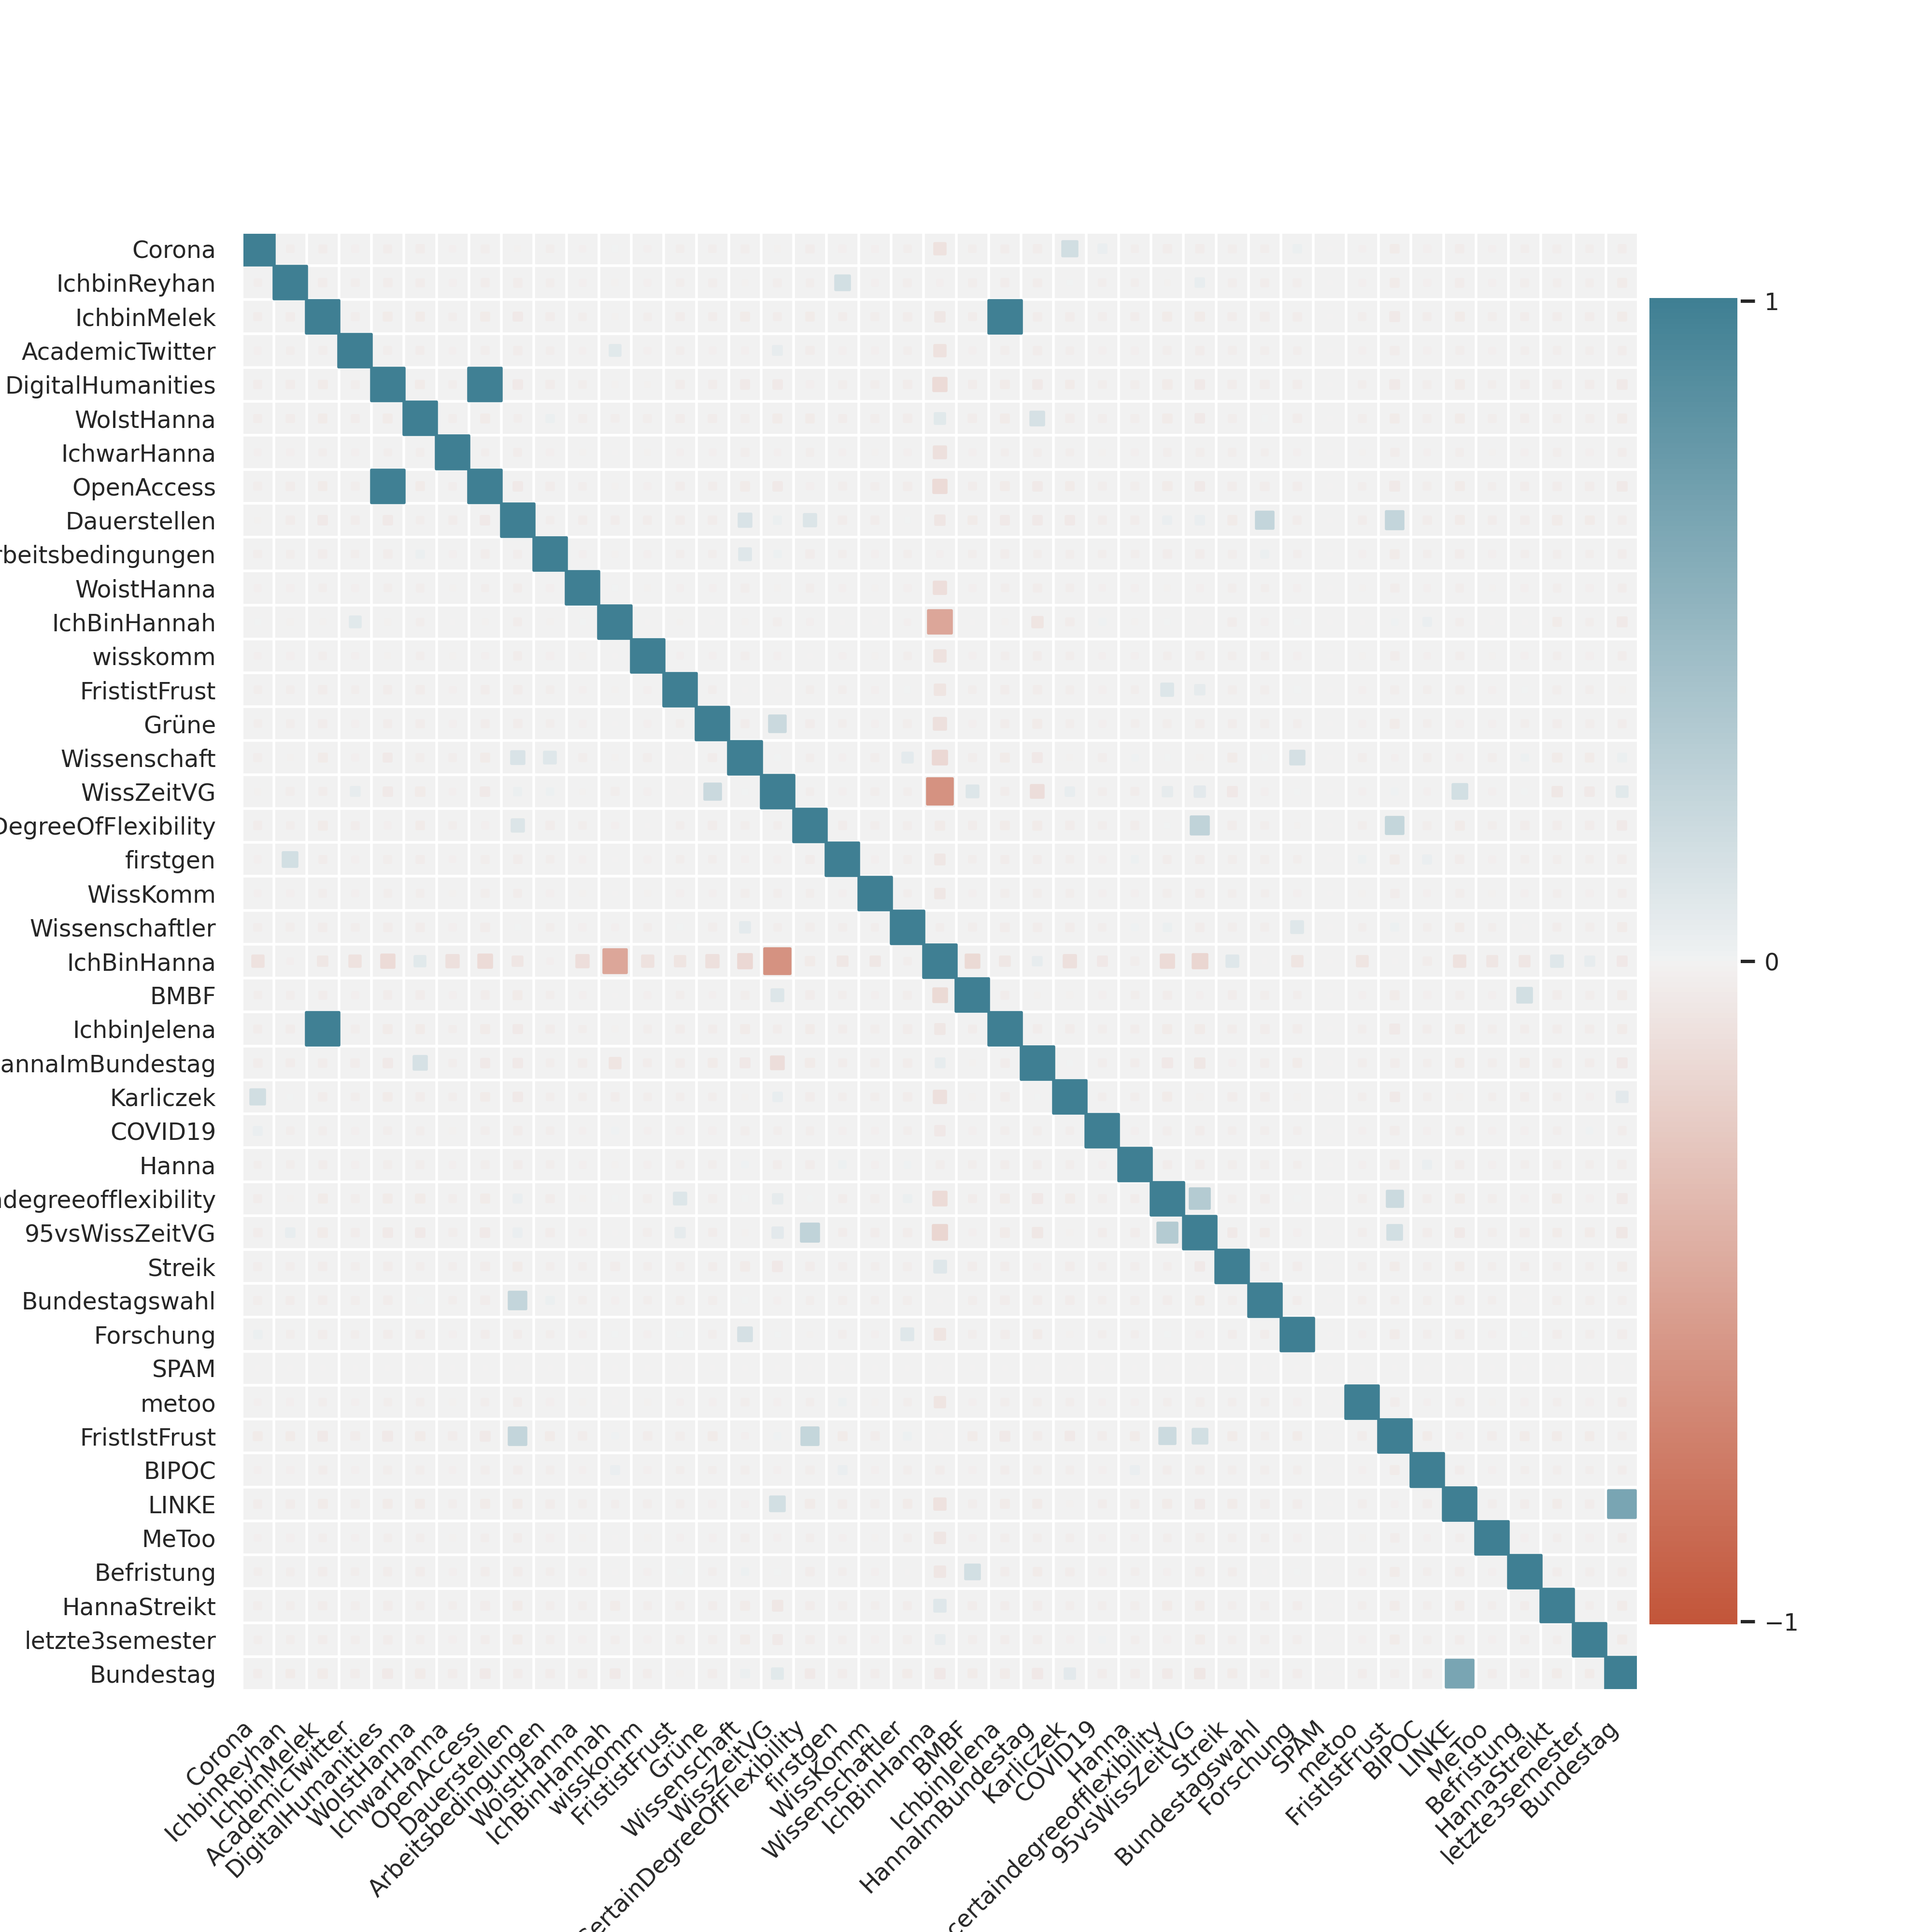 Corona
IchbinReyhan
IchbinMelek
AcademicTwitter
DigitalHumanities
WoIstHanna
IchwarHanna
OpenAccess
Dauerstellen
rbeitsbedingungen
WoistHanna
IchBinHannah
wisskomm
FrististFrust
Grüne
Wissenschaft
WissZeitVG
DegreeOfFlexibility
firstgen
WissKomm
Wissenschaftler
IchBinHanna
BMBF
IchbinJelena
annaImBundestag
Karliczek
COVID19
Hanna
degreeofflexibility
95vsWissZeitVG
Streik
Bundestagswahl
Forschung
SPAM
metoo
FristIstFrust
BIPOC
LINKE
MeToo
Befristung
HannaStreikt
letzte3semester
Bundestag
1
0
−1
Corona
IchbinReyhan
IchbinMelek
AcademicTwitter
DigitalHumanities
WoIstHanna
IchwarHanna
OpenAccess
Dauerstellen
Arbeitsbedingungen
WoistHanna
IchBinHannah
wisskomm
FrististFrust
Grüne
Wissenschaft
WissZeitVG
ertainDegreeOfFlexibility
firstgen
WissKomm
Wissenschaftler
IchBinHanna
BMBF
IchbinJelena
HannaImBundestag
Karliczek
COVID19
Hanna
certaindegreeofflexibility
95vsWissZeitVG
Streik
Bundestagswahl
Forschung
SPAM
metoo
FristIstFrust
BIPOC
LINKE
MeToo
Befristung
HannaStreikt
letzte3semester
Bundestag